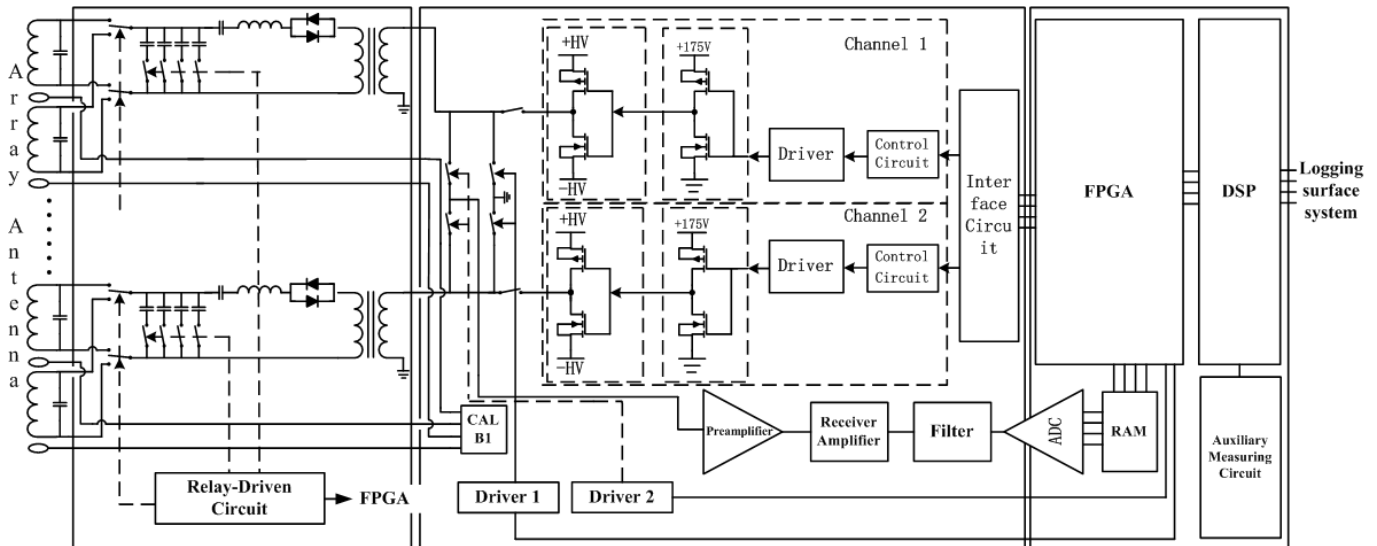 Array Antenna
+HV
-HV
+175V
Channel 1
Driver
Control
Circuit
Channel 2
+HV
-HV
+175V
Driver
Control
Circuit
Inter
face
Circu
it
FPGA
DSP
Logging
surface
system
CAL
B1
Preamplifier
Receiver
Amplifier
Filter
ADC
RAM
Auxiliary
Measuring
Circuit
Relay-Driven
Circuit
FPGA
Driver 1
Driver 2